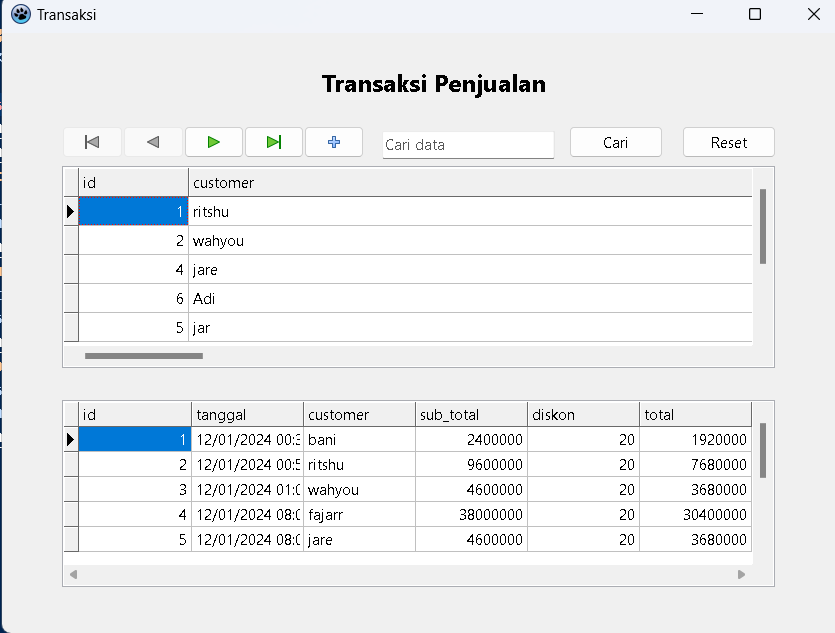 Transaksi
Transaksi Penjualan
Cari data Cari Reset
id customer
1 ritshu
2 wahyou
4 jare
6 Adi
5 jar
id tanggal customer sub_total diskon total
1 12/01/2024 00:3 bani 2400000 20 1920000
2 12/01/2024 00:5 ritshu 9600000 20 7680000
3 12/01/2024 01:0 wahyou 4600000 20 3680000
4 12/01/2024 08:0 fajarr 38000000 20 30400000
5 12/01/2024 08:0 jare 4600000 20 3680000